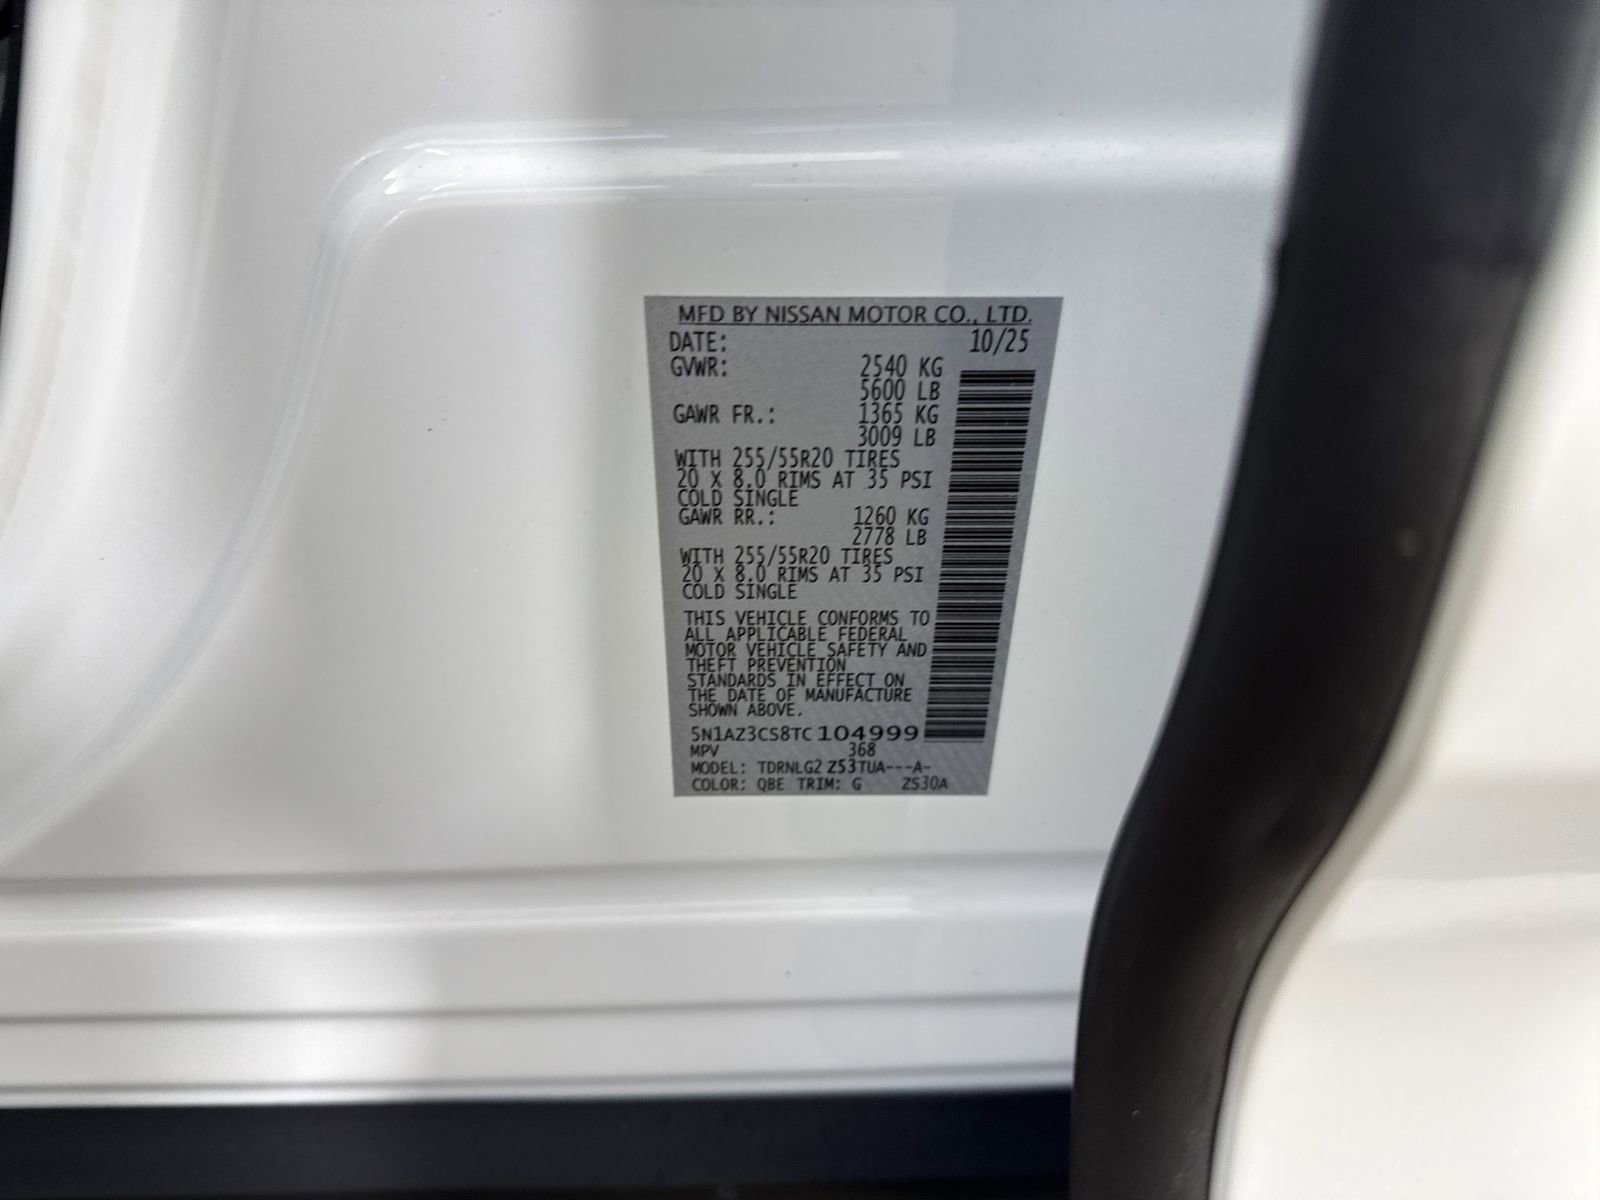 MFD BY NISSAN MOTOR CO., LTD.
DATE: 10/25
GVWR: 2540 KG
5600 LB
GAWR FR.: 1365 KG
3009 LB
WITH 255/55R20 TIRES
20 X 8.0 RIMS AT 35 PSI
COLD SINGLE
GAWR RR.: 1260 KG
2778 LB
WITH 255/55R20 TIRES
20 X 8.0 RIMS AT 35 PSI
COLD SINGLE
THIS VEHICLE CONFORMS TO
ALL APPLICABLE FEDERAL
MOTOR VEHICLE SAFETY AND
THEFT PREVENTION
STANDARDS IN EFFECT ON
THE DATE OF MANUFACTURE
SHOWN ABOVE.
5N1AZ3CS8TC104999
MPV 368
MODEL: TDRNLG2 Z53TUA---A-
COLOR: QBE TRIM: G ZS30A